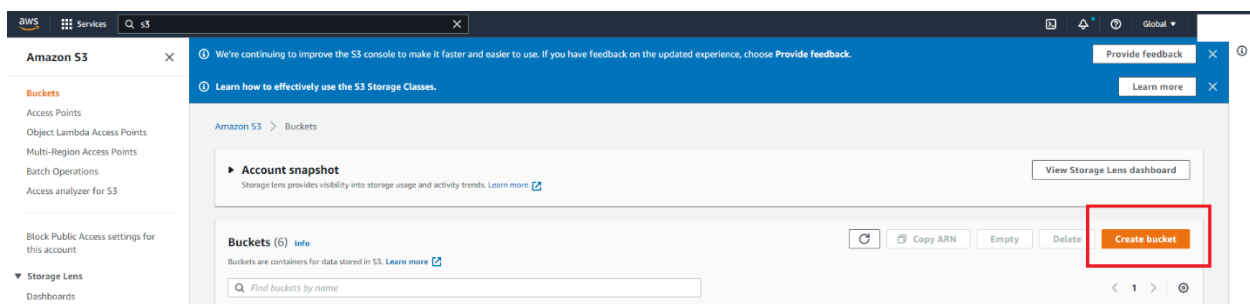 aws Services s3 Global
Amazon S3
We're continuing to improve the S3 console to make it faster and easier to use. If you have feedback on the updated experience, choose Provide feedback. Provide feedback
Buckets
Learn how to effectively use the S3 Storage Classes. Learn more
Access Points
Object Lambda Access Points
Multi-Region Access Points
Batch Operations
Access analyzer for S3
Block Public Access settings for
this account
Storage Lens
Dashboards
Amazon S3 > Buckets
Account snapshot View Storage Lens dashboard
Storage lens provides visibility into storage usage and activity trends. Learn more
Buckets (6) Info Copy ARN Empty Delete Create bucket
Buckets are containers for data stored in S3. Learn more
Find buckets by name < 1 >